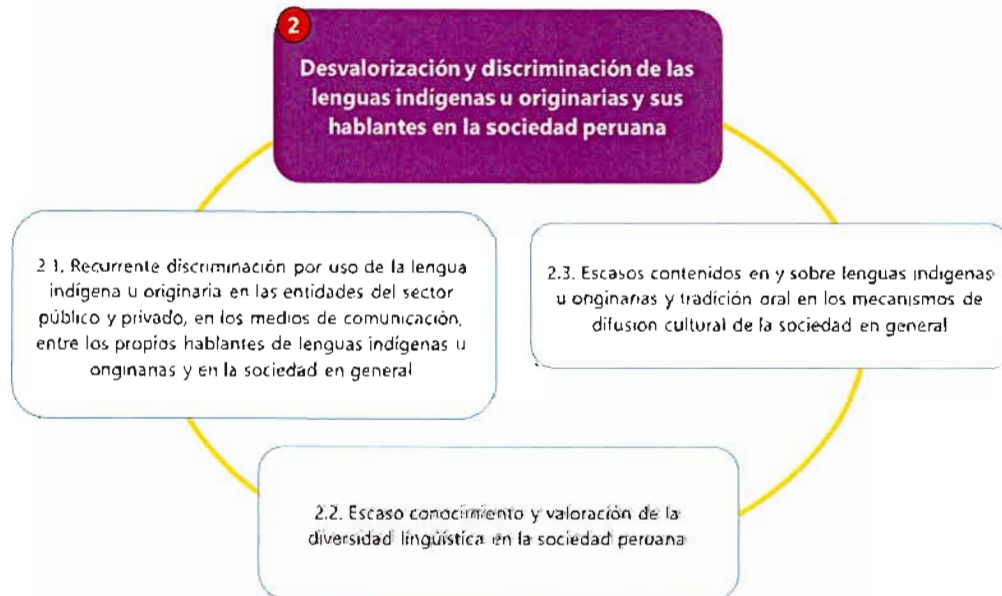 2
Desvalorización y discriminación de las
lenguas indígenas u originarias y sus
hablantes en la sociedad peruana
2.1. Recurrente discriminación por uso de la lengua
indígena u originaria en las entidades del sector
público y privado, en los medios de comunicación,
entre los propios hablantes de lenguas indígenas u
originarias y en la sociedad en general
2.3. Escasos contenidos en y sobre lenguas indígenas
u originarias y tradición oral en los mecanismos de
difusión cultural de la sociedad en general
2.2. Escaso conocimiento y valoración de la
diversidad lingüística en la sociedad peruana